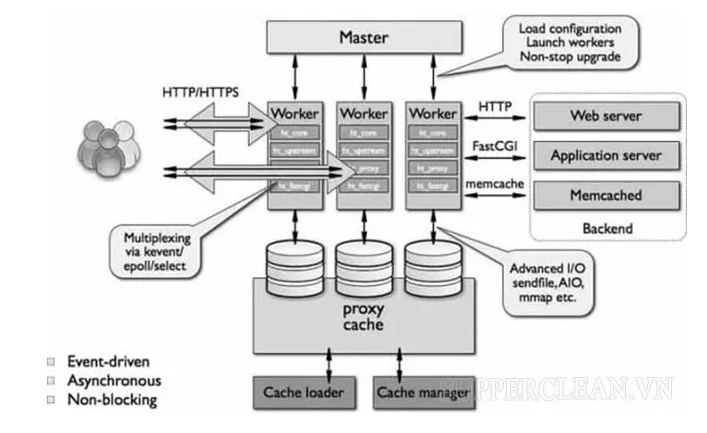 Master
Load configuration
Launch workers
Non-stop upgrade
HTTP/HTTPS
Worker
ht_core
ht_upstream
ht_fastcgi
Worker
ht_core
ht_upstream
ht_proxy
ht_fastcgi
Worker
ht_core
ht_upstream
ht_proxy
ht_fastcgi
HTTP
FastCGI
memcache
Web server
Application server
Memcached
Backend
Multiplexing
via kevent/
epoll/select
Advanced I/O
sendfile, AIO,
mmap etc.
proxy
cache
Event-driven
Asynchronous
Non-blocking
Cache loader
Cache manager
UPPERCLEAN.VN